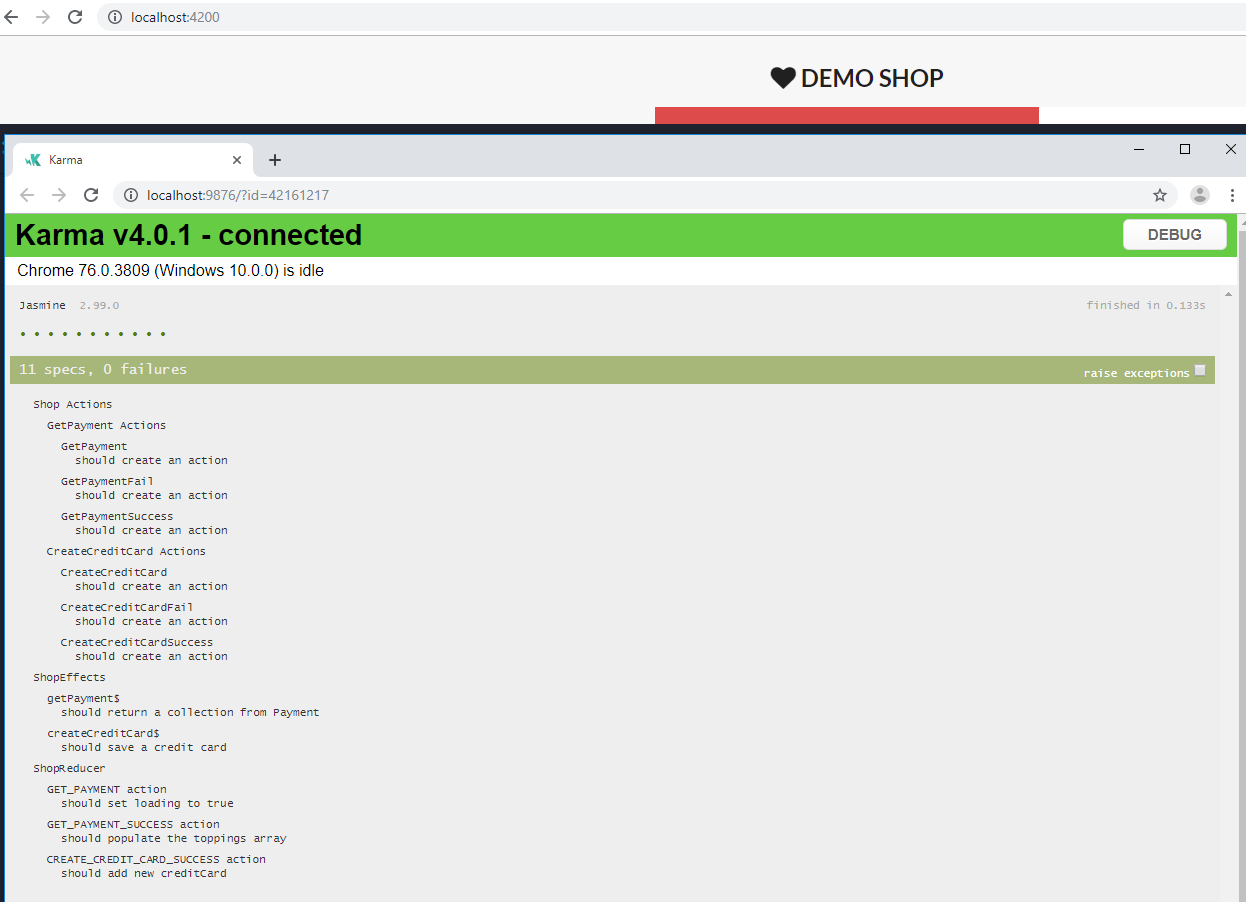 localhost:4200
DEMO SHOP
Karma
localhost:9876/?id=42161217
Karma v4.0.1 - connected
DEBUG
Chrome 76.0.3809 (Windows 10.0.0) is idle
Jasmine 2.99.0
finished in 0.133s
• • • • • • • • • • •
11 specs, 0 failures
raise exceptions
Shop Actions
GetPayment Actions
GetPayment
should create an action
GetPaymentFail
should create an action
GetPaymentSuccess
should create an action
CreateCreditCard Actions
CreateCreditCard
should create an action
CreateCreditCardFail
should create an action
CreateCreditCardSuccess
should create an action
ShopEffects
getPayment$
should return a collection from Payment
createCreditCard$
should save a credit card
ShopReducer
GET_PAYMENT action
should set loading to true
GET_PAYMENT_SUCCESS action
should populate the toppings array
CREATE_CREDIT_CARD_SUCCESS action
should add new creditCard